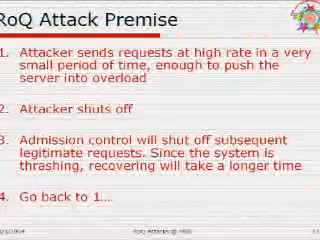 RoQ Attack Premise
1. Attacker sends requests at high rate in a very
small period of time, enough to push the
server into overload
2. Attacker shuts off
3. Admission control will shut off subsequent
legitimate requests. Since the system is
thrashing, recovering will take a longer time
4. Go back to 1...
RoQ Attacks @